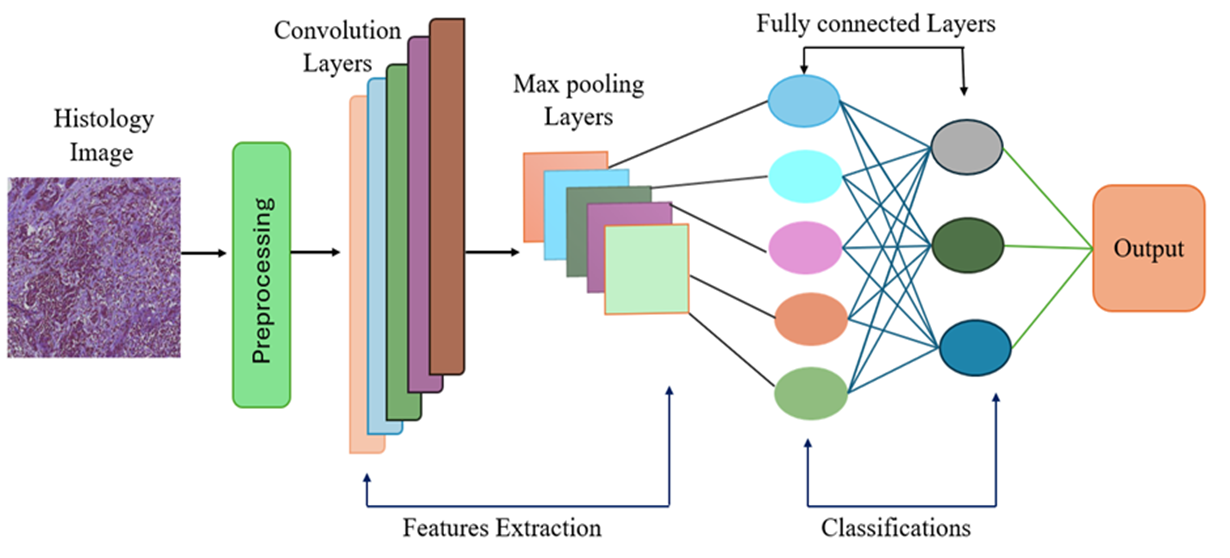 Histology
Image
Preprocessing
Convolution
Layers
Max pooling
Layers
Fully connected Layers
Output
Features Extraction
Classifications